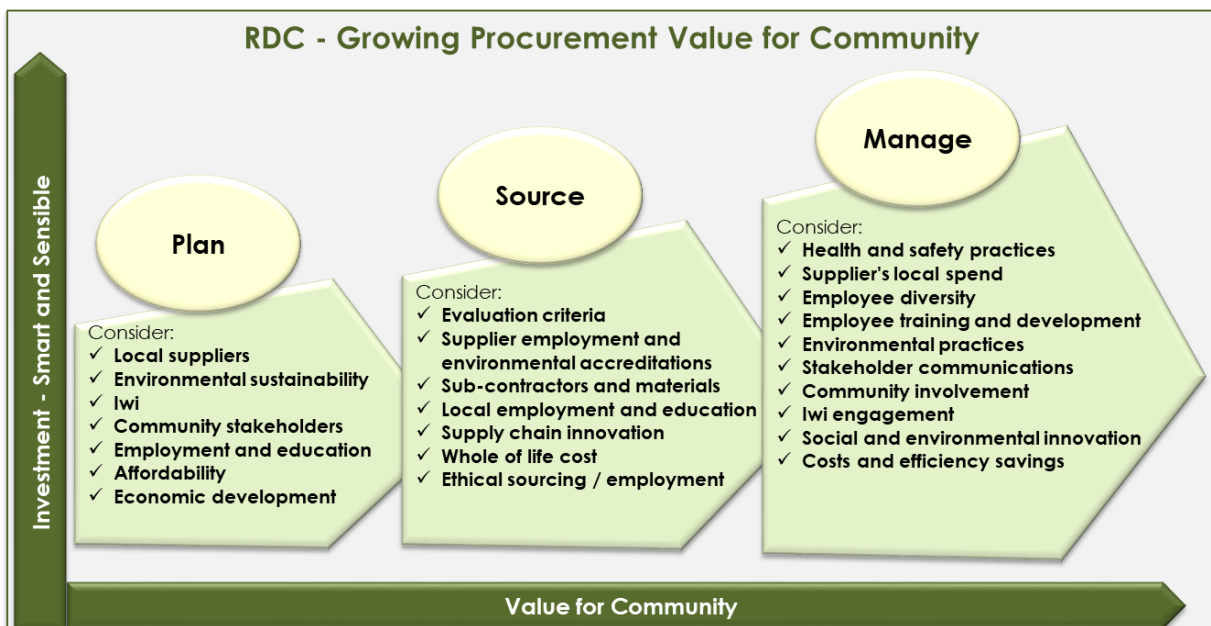 RDC - Growing Procurement Value for Community
Investment - Smart and Sensible
Plan
Consider:
✓ Local suppliers
✓ Environmental sustainability
✓ Iwi
✓ Community stakeholders
✓ Employment and education
✓ Affordability
✓ Economic development
Source
Consider:
✓ Evaluation criteria
✓ Supplier employment and
environmental accreditations
✓ Sub-contractors and materials
✓ Local employment and education
✓ Supply chain innovation
✓ Whole of life cost
✓ Ethical sourcing / employment
Manage
Consider:
✓ Health and safety practices
✓ Supplier's local spend
✓ Employee diversity
✓ Employee training and development
✓ Environmental practices
✓ Stakeholder communications
✓ Community involvement
✓ Iwi engagement
✓ Social and environmental innovation
✓ Costs and efficiency savings
Value for Community